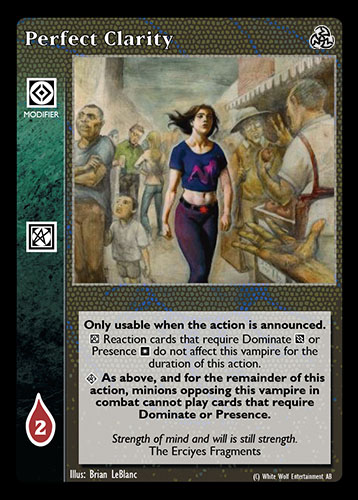 Perfect Clarity
MODIFIER
Only usable when the action is announced.
Reaction cards that require Dominate or
Presence do not affect this vampire for the
duration of this action.
As above, and for the remainder of this
action, minions opposing this vampire in
combat cannot play cards that require
Dominate or Presence.
Strength of mind and will is still strength.
The Erciyes Fragments
2
Illus: Brian LeBlanc
(C) White Wolf Entertainment AB